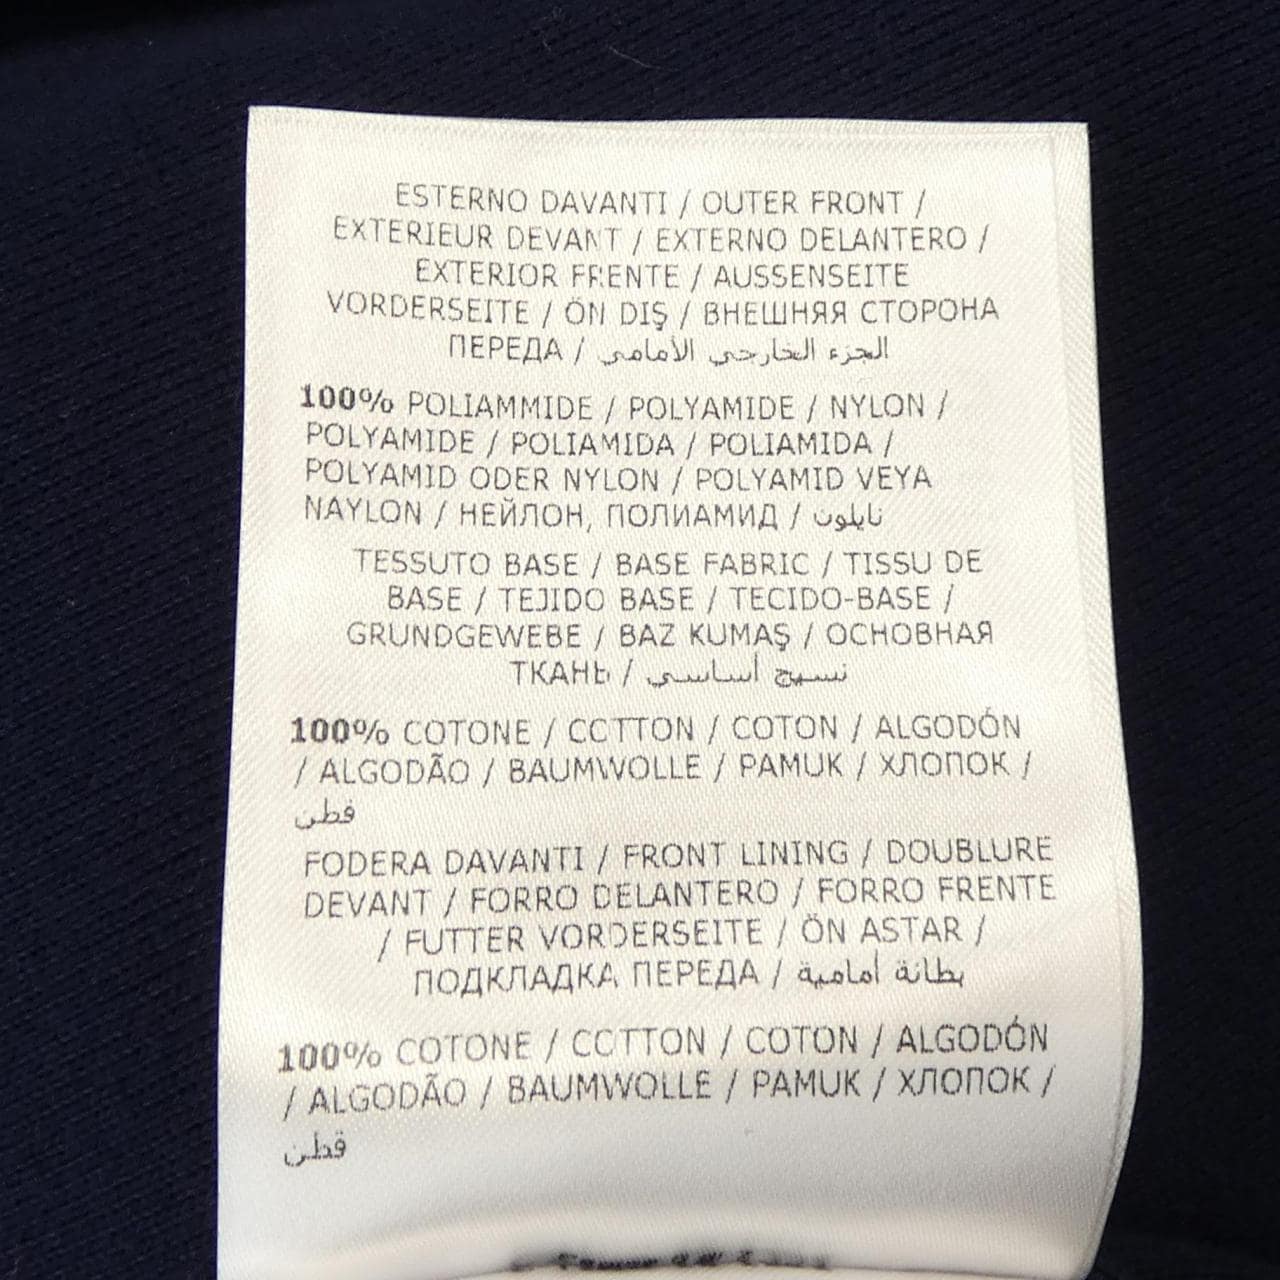 ESTERNO DAVANTI / OUTER FRONT /
EXTERIEUR DEVANT / EXTERNO DELANTERO /
EXTERIOR FRENTE / AUSSENSEITE
VORDERSEITE / ÖN DIŞ / ВНЕШНЯЯ СТОРОНА
ПЕРЕДА / الجزء الخارجي الأمامي
100% POLIAMMIDE / POLYAMIDE / NYLON /
POLYAMIDE / POLIAMIDA / POLIAMIDA /
POLYAMID ODER NYLON / POLYAMID VEYA
NAYLON / НЕЙЛОН, ПОЛИАМИД / نايلون
TESSUTO BASE / BASE FABRIC / TISSU DE
BASE / TEJIDO BASE / TECIDO-BASE /
GRUNDGEWEBE / BAZ KUMAŞ / ОСНОВНАЯ
ТКАНЬ / نسيج أساسي
100% COTONE / COTTON / COTON / ALGODÓN
/ ALGODÃO / BAUMWOLLE / PAMUK / ХЛОПОК /
قطن
FODERA DAVANTI / FRONT LINING / DOUBLURE
DEVANT / FORRO DELANTERO / FORRO FRENTE
/ FUTTER VORDERSEITE / ÖN ASTAR /
ПОДКЛАДКА ПЕРЕДА / بطانة أمامية
100% COTONE / COTTON / COTON / ALGODÓN
/ ALGODÃO / BAUMWOLLE / PAMUK / ХЛОПОК /
قطن